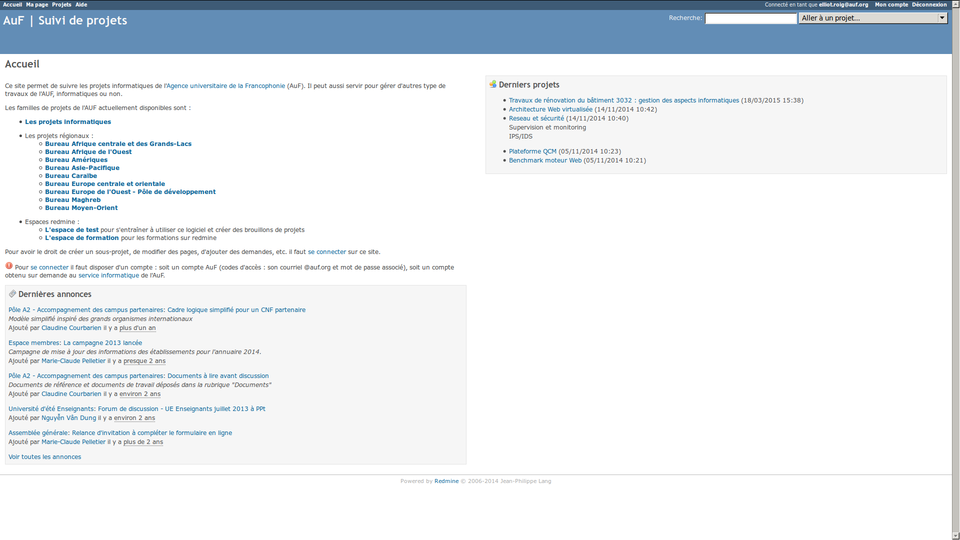 Accueil Ma page Projets Aide
Connecté en tant que elliot.roig@auf.org Mon compte Déconnexion
AuF | Suivi de projets
Recherche:
Aller à un projet...
Accueil
Ce site permet de suivre les projets informatiques de l'Agence universitaire de la Francophonie (AuF). Il peut aussi servir pour gérer d'autres type de
travaux de l'AUF, informatiques ou non.
Les familles de projets de l'AUF actuellement disponibles sont :
Les projets informatiques
Les projets régionaux :
Bureau Afrique centrale et des Grands-Lacs
Bureau Afrique de l'Ouest
Bureau Amériques
Bureau Asie-Pacifique
Bureau Caraïbe
Bureau Europe centrale et orientale
Bureau Europe de l'Ouest - Pôle de développement
Bureau Maghreb
Bureau Moyen-Orient
Espaces redmine :
L'espace de test pour s'entraîner à utiliser ce logiciel et créer des brouillons de projets
L'espace de formation pour les formations sur redmine
Pour avoir le droit de créer un sous-projet, de modifier des pages, d'ajouter des demandes, etc. il faut se connecter sur ce site.
Pour se connecter il faut disposer d'un compte : soit un compte AuF (codes d'accès : son courriel @auf.org et mot de passe associé), soit un compte
obtenu sur demande au service informatique de l'AuF.
Dernières annonces
Pôle A2 - Accompagnement des campus partenaires: Cadre logique simplifié pour un CNF partenaire
Modèle simplifié inspiré des grands organismes internationaux
Ajouté par Claudine Courbarien il y a plus d'un an
Espace membres: La campagne 2013 lancée
Campagne de mise à jour des informations des établissements pour l'annuaire 2014.
Ajouté par Marie-Claude Pelletier il y a presque 2 ans
Pôle A2 - Accompagnement des campus partenaires: Documents à lire avant discussion
Documents de référence et documents de travail déposés dans la rubrique "Documents"
Ajouté par Claudine Courbarien il y a environ 2 ans
Université d'été Enseignants: Forum de discussion - UE Enseignants juillet 2013 à PPt
Ajouté par Nguyễn Văn Dung il y a environ 2 ans
Assemblée générale: Relance d'invitation à compléter le formulaire en ligne
Ajouté par Marie-Claude Pelletier il y a plus de 2 ans
Voir toutes les annonces
Derniers projets
Travaux de rénovation du bâtiment 3032 : gestion des aspects informatiques (18/03/2015 15:38)
Architecture Web virtualisée (14/11/2014 10:42)
Reseau et sécurité (14/11/2014 10:40)
Supervision et monitoring
IPS/IDS
Plateforme QCM (05/11/2014 10:23)
Benchmark moteur Web (05/11/2014 10:21)
Powered by Redmine © 2006-2014 Jean-Philippe Lang